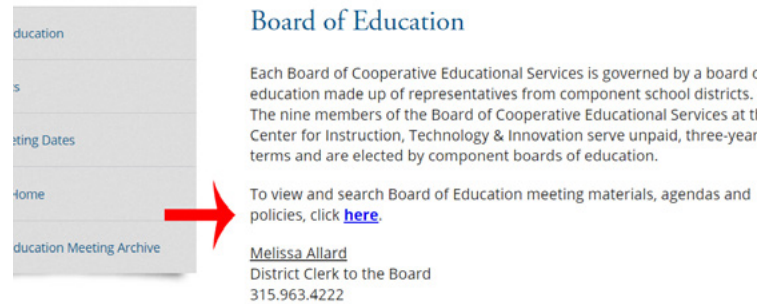 ducation
s
eting Dates
Home
ducation Meeting Archive
Board of Education
Each Board of Cooperative Educational Services is governed by a board
education made up of representatives from component school districts.
The nine members of the Board of Cooperative Educational Services at
Center for Instruction, Technology & Innovation serve unpaid, three-year
terms and are elected by component boards of education.
To view and search Board of Education meeting materials, agendas and
policies, click here.
Melissa Allard
District Clerk to the Board
315.963.4222